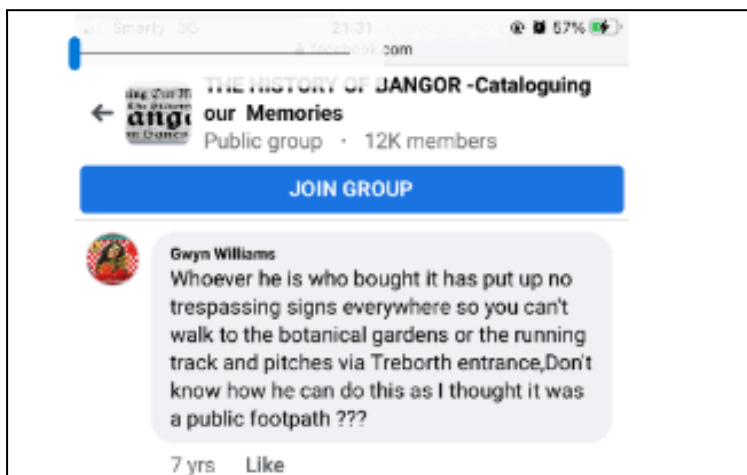 Smarty 3G 21:31 57%
facebook.com
THE HISTORY OF BANGOR -Cataloguing
our Memories
Public group · 12K members
JOIN GROUP
Gwyn Williams
Whoever he is who bought it has put up no
trespassing signs everywhere so you can't
walk to the botanical gardens or the running
track and pitches via Treborth entrance,Don't
know how he can do this as I thought it was
a public footpath ???
7 yrs Like